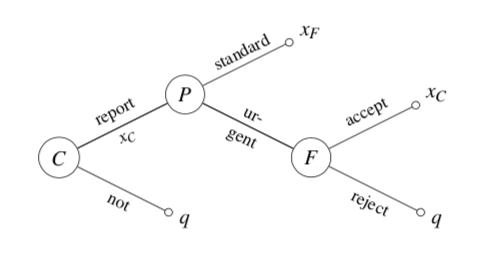 x_F
standard
P
report
x_C
ur-
gent
accept
x_C
C
F
not
q
reject
q